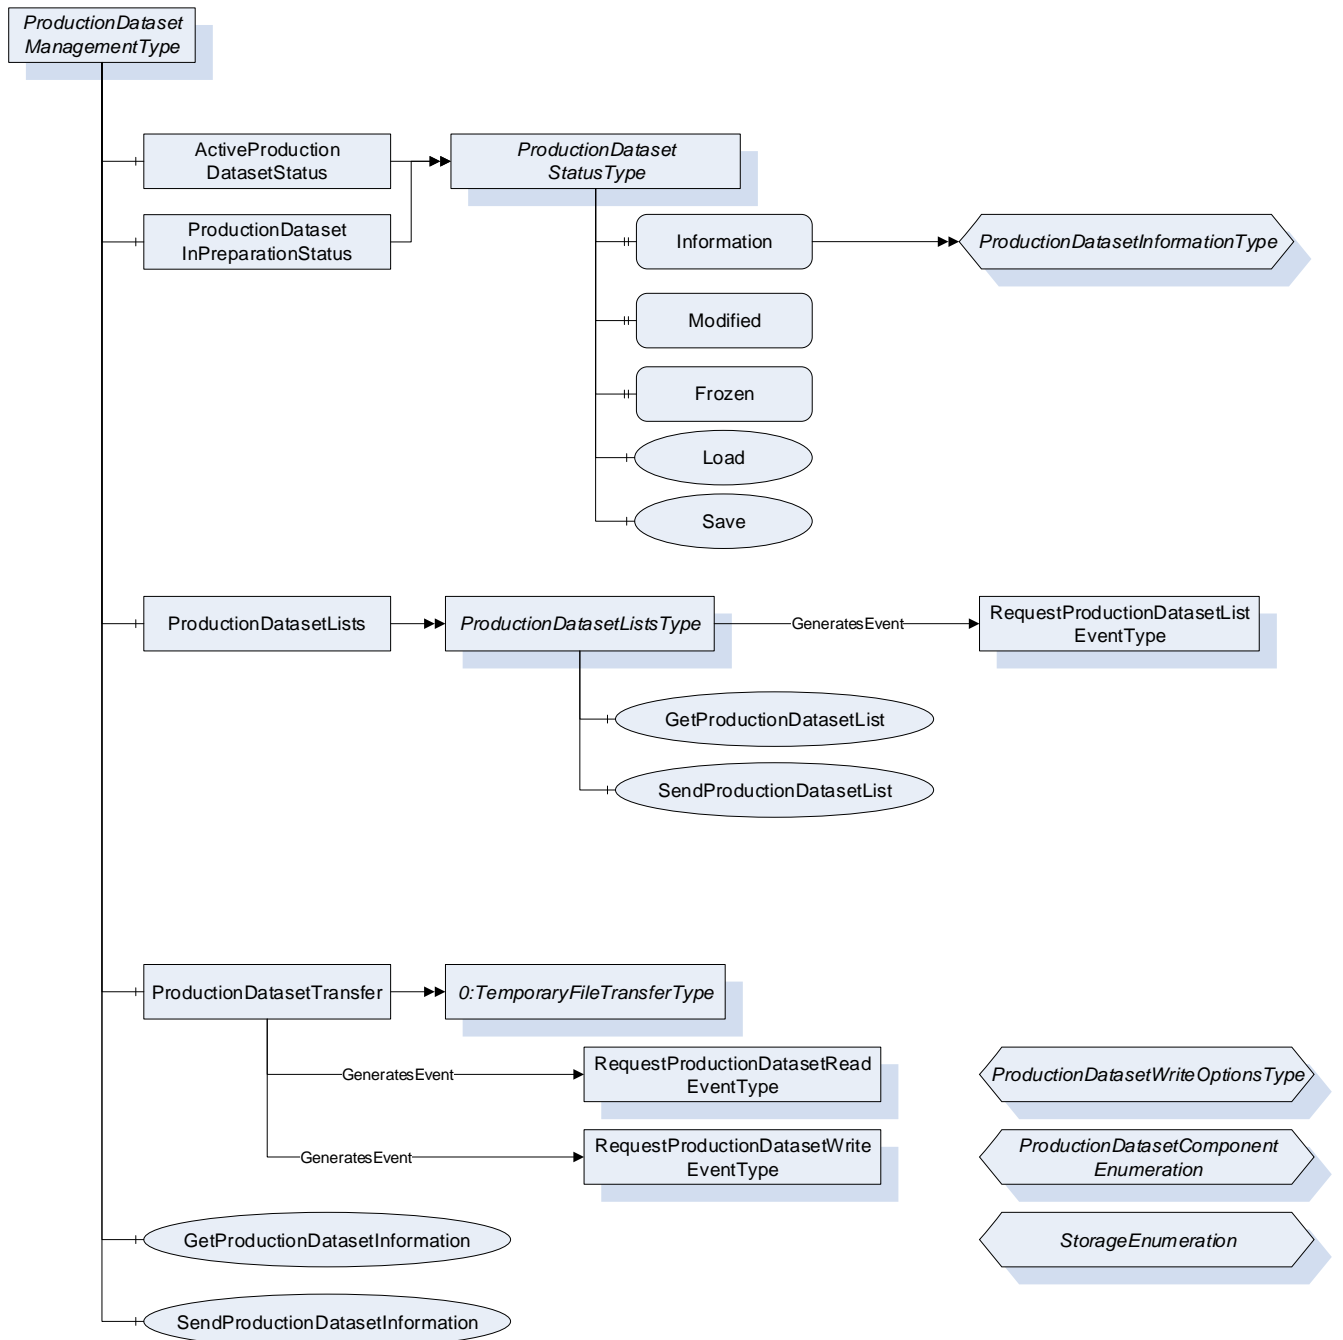 ProductionDataset
ManagementType
ActiveProduction
DatasetStatus
ProductionDataset
StatusType
ProductionDataset
InPreparationStatus
Information
ProductionDatasetInformationType
Modified
Frozen
Load
Save
ProductionDatasetLists
ProductionDatasetListsType
GeneratesEvent
RequestProductionDatasetList
EventType
GetProductionDatasetList
SendProductionDatasetList
ProductionDatasetTransfer
0:TemporaryFileTransferType
GeneratesEvent
RequestProductionDatasetRead
EventType
ProductionDatasetWriteOptionsType
GeneratesEvent
RequestProductionDatasetWrite
EventType
ProductionDatasetComponent
Enumeration
GetProductionDatasetInformation
StorageEnumeration
SendProductionDatasetInformation